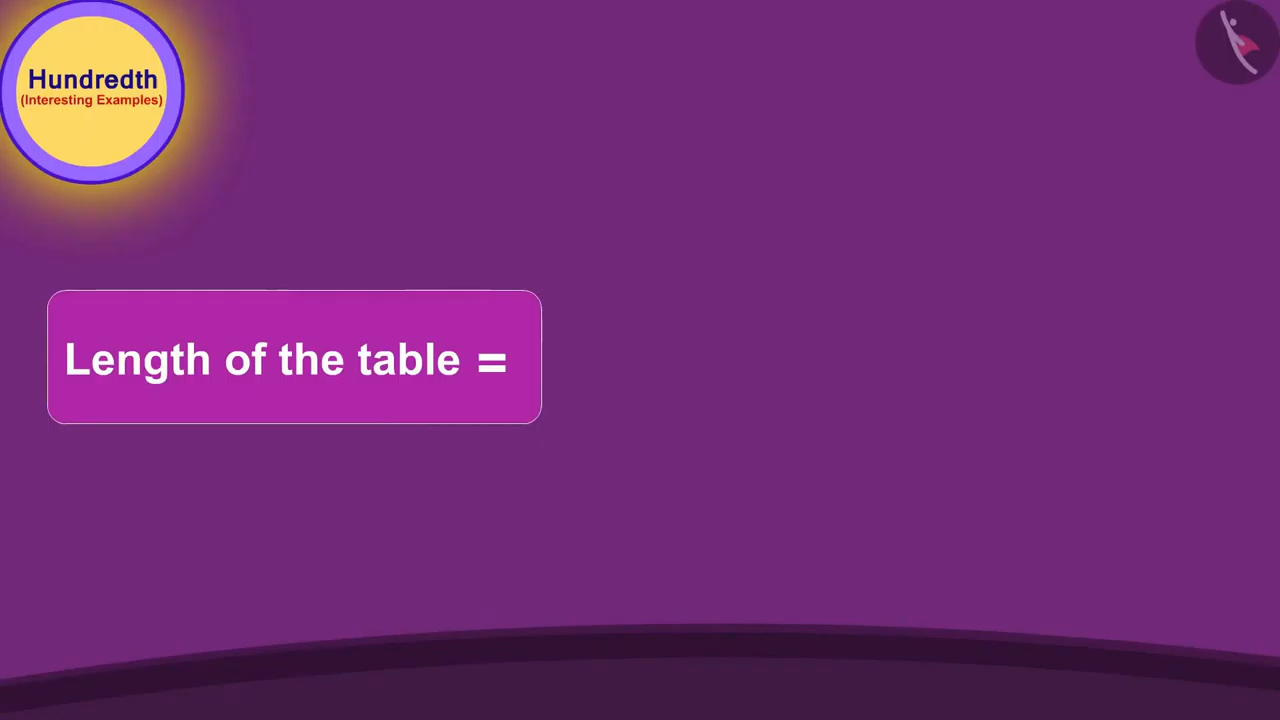 Hundredth
(Interesting Examples)
Length of the table =